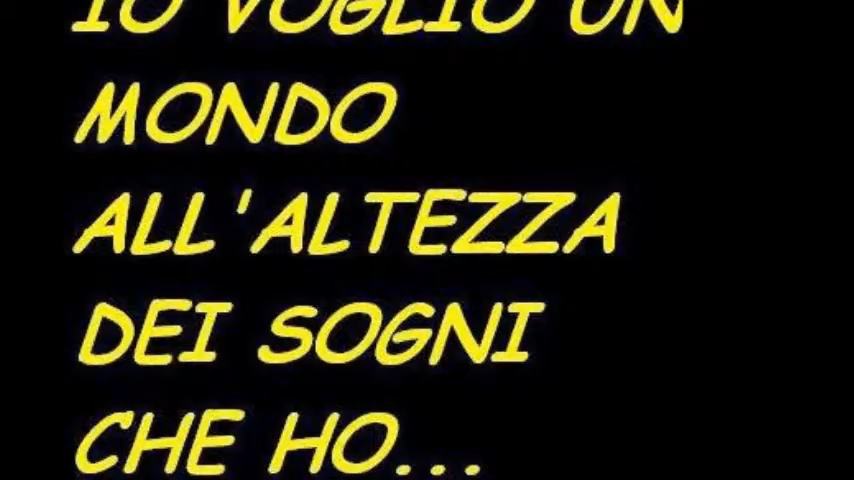 IO VOGLIO UN
MONDO
ALL'ALTEZZA
DEI SOGNI
CHE HO...